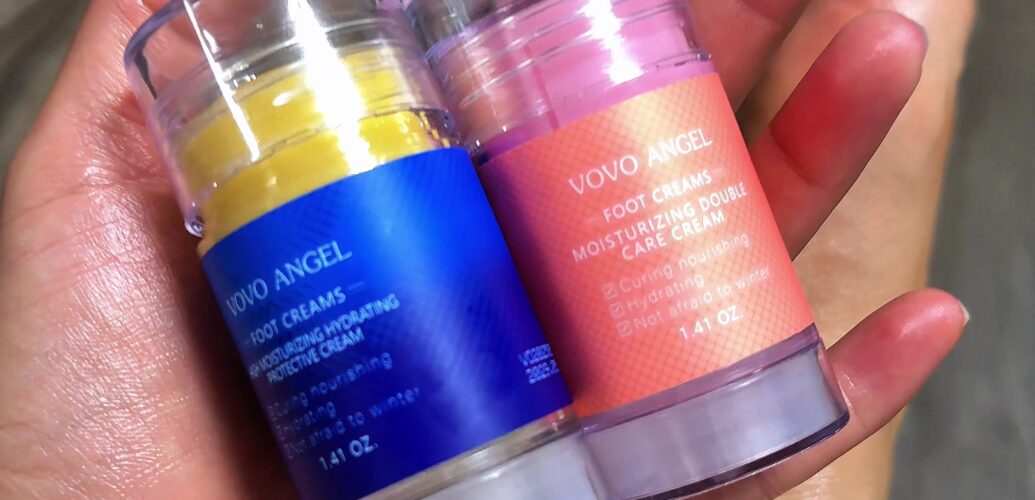 VOVO ANGEL
FOOT CREAMS
MOISTURIZING HYDRATING
PROTECTIVE CREAM
Curing nourishing
Hydrating
Not afraid to winter
1.41 OZ.
VOVO ANGEL
FOOT CREAMS
MOISTURIZING DOUBLE
CARE CREAM
Curing nourishing
Hydrating
Not afraid to winter
1.41 OZ.